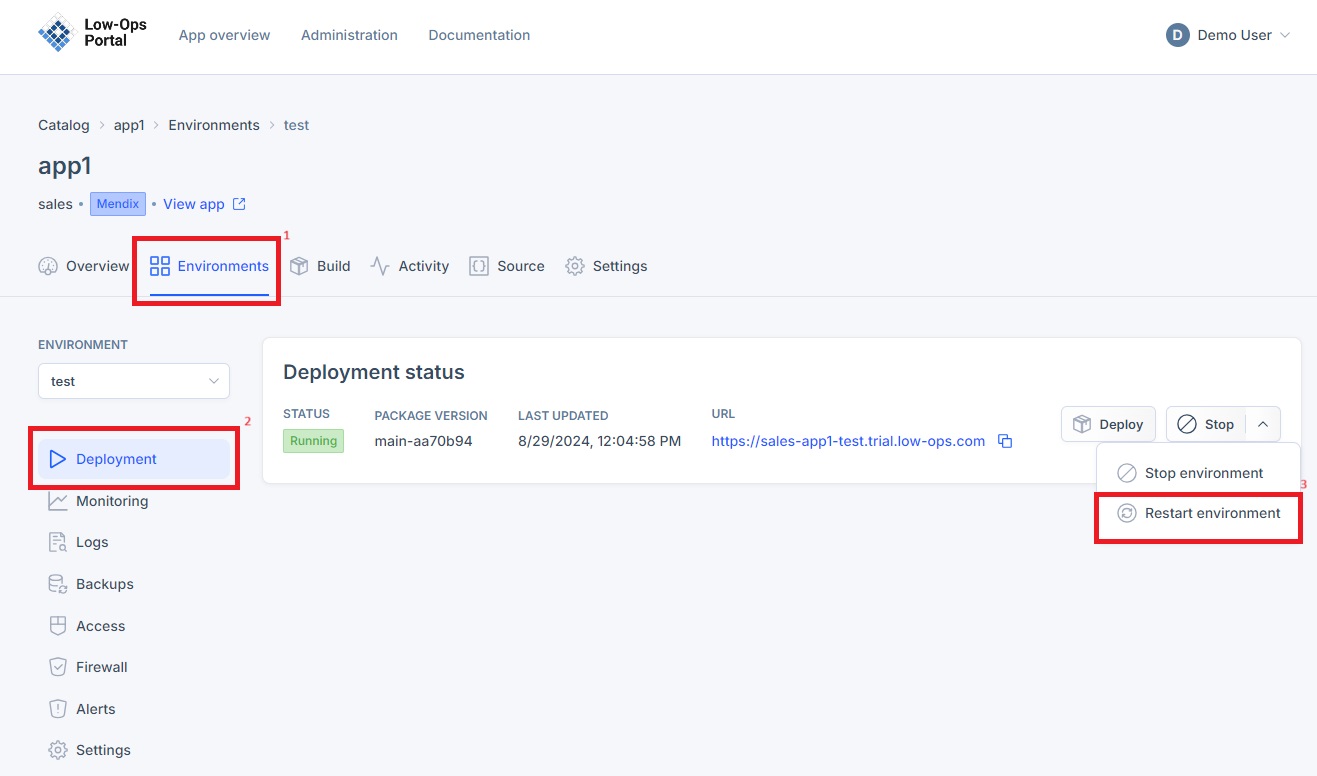 Low-Ops
Portal
App overview Administration Documentation
D Demo User
Catalog > app1 > Environments > test
app1
sales • Mendix • View app
1
Overview Environments Build Activity Source Settings
ENVIRONMENT
test
2
Deployment
Monitoring
Logs
Backups
Access
Firewall
Alerts
Settings
Deployment status
STATUS PACKAGE VERSION LAST UPDATED URL
Running main-aa70b94 8/29/2024, 12:04:58 PM https://sales-app1-test.trial.low-ops.com
Deploy Stop
Stop environment
3
Restart environment